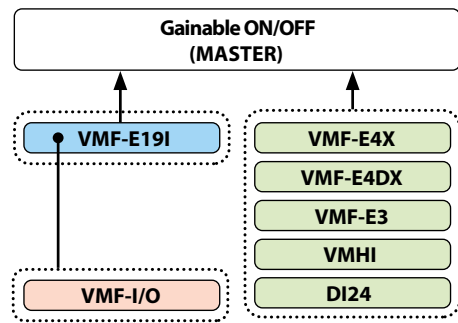 Gainable ON/OFF
(MASTER)
VMF-E19I
VMF-I/O
VMF-E4X
VMF-E4DX
VMF-E3
VMHI
DI24